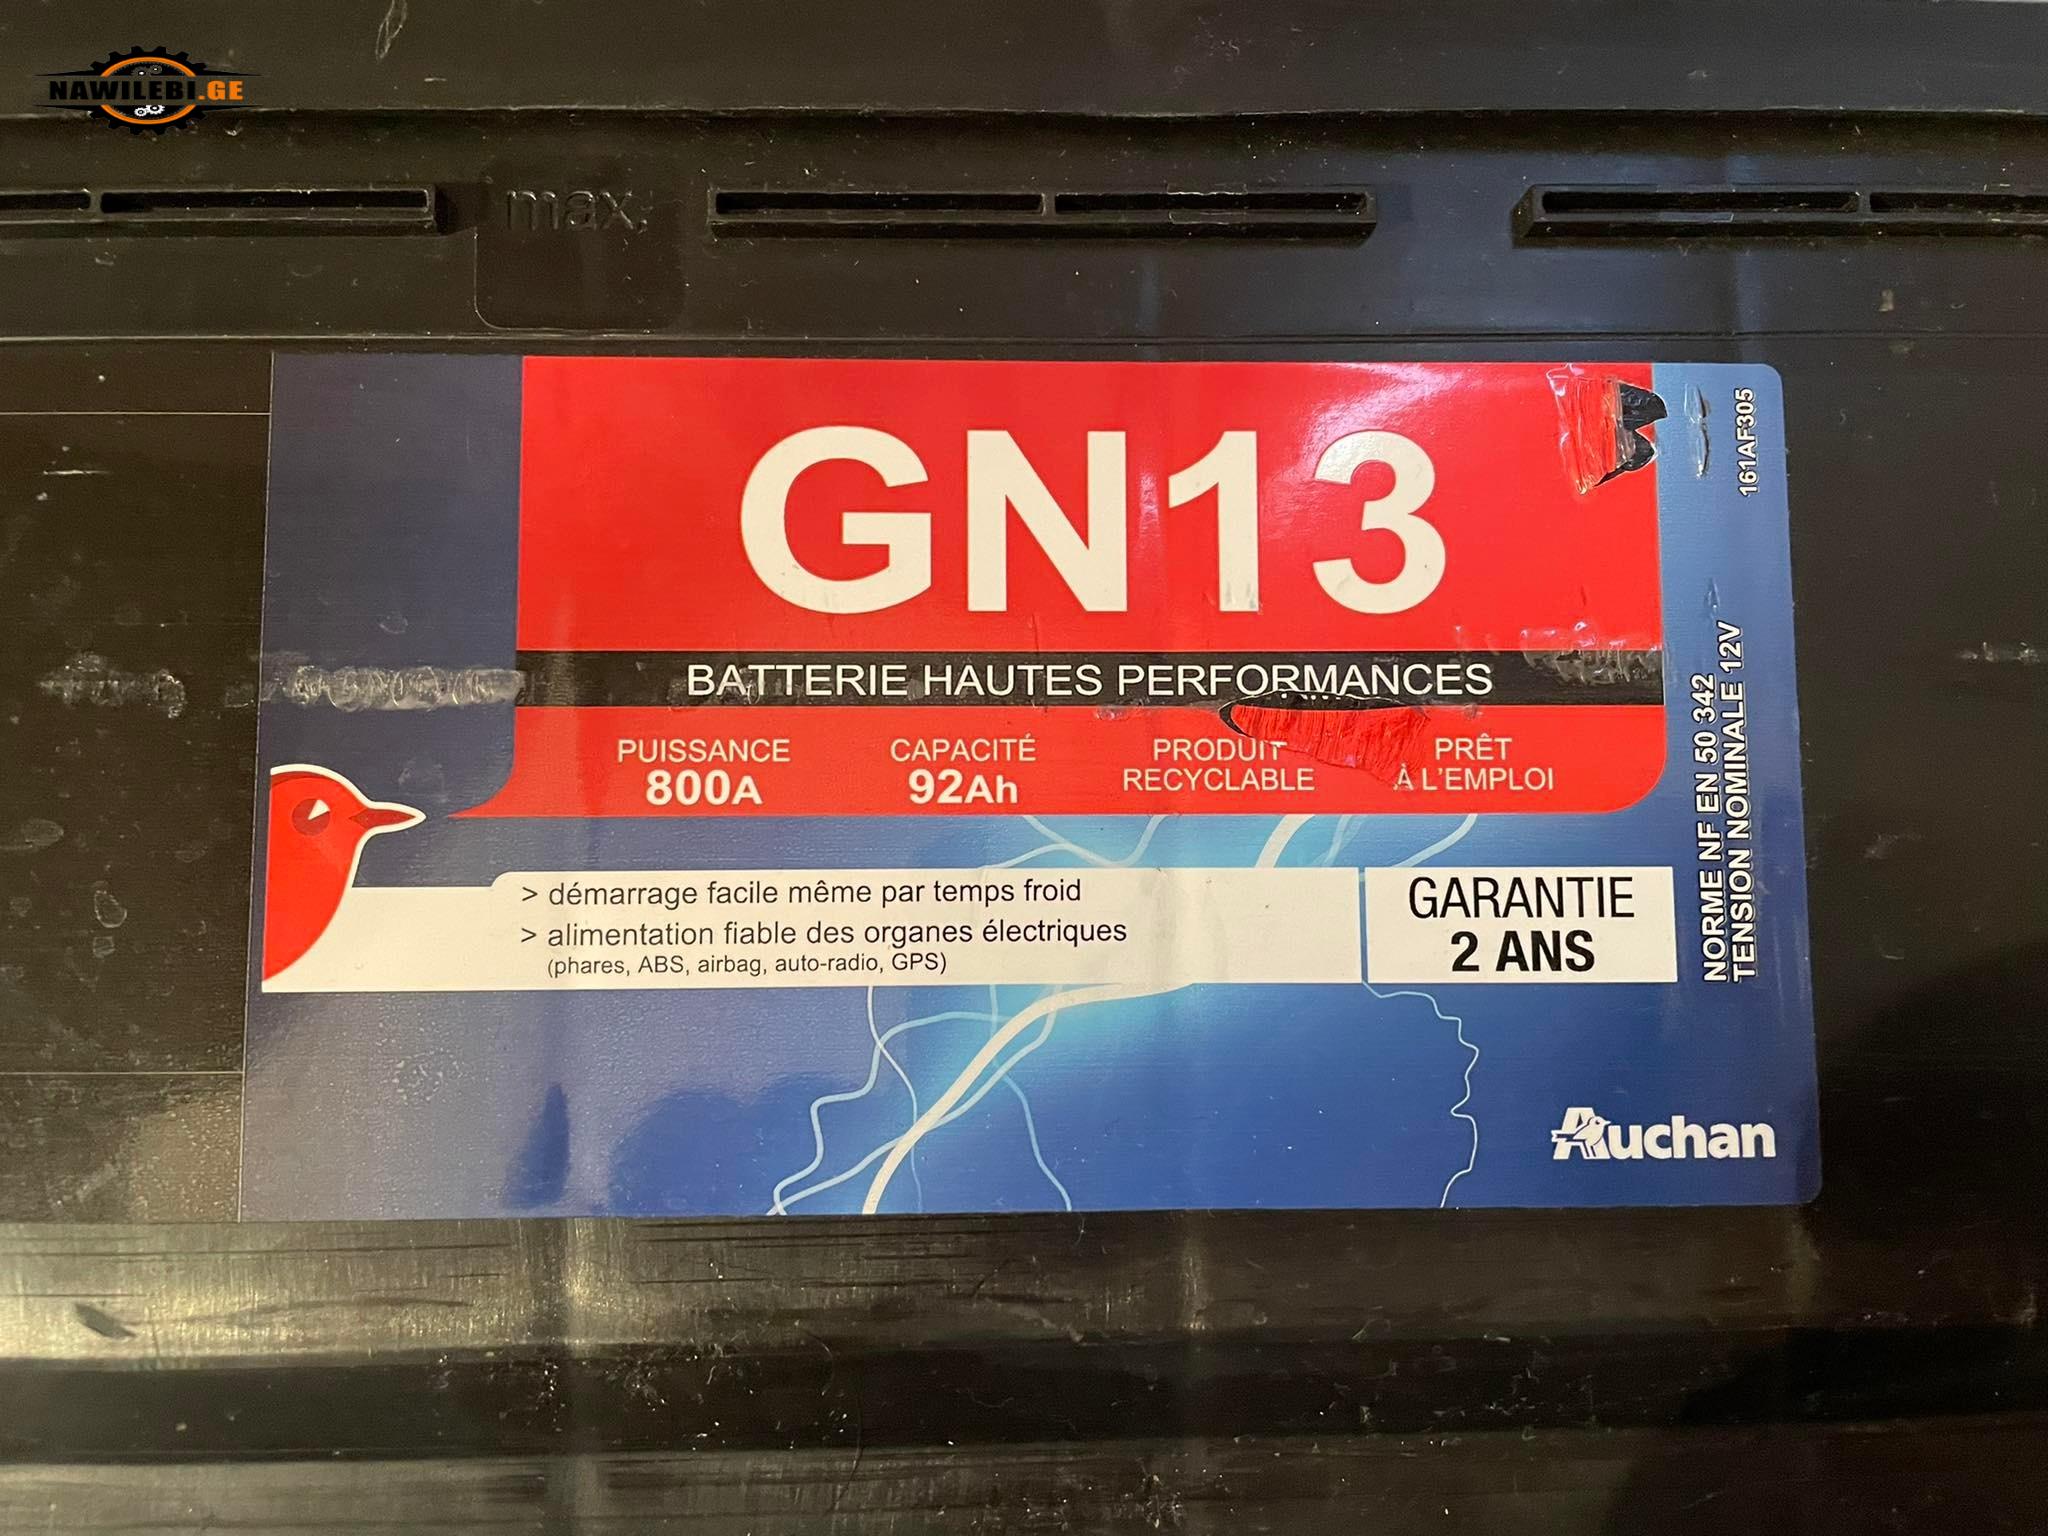 NAWILEBI.GE
max.
GN13
161AF305
BATTERIE HAUTES PERFORMANCES
PUISSANCE
800A
CAPACITÉ
92Ah
PRODUIT
RECYCLABLE
PRÊT
À L'EMPLOI
> démarrage facile même par temps froid
> alimentation fiable des organes électriques
(phares, ABS, airbag, auto-radio, GPS)
GARANTIE
2 ANS
NORME NF EN 50 342
TENSION NOMINALE 12V
Auchan